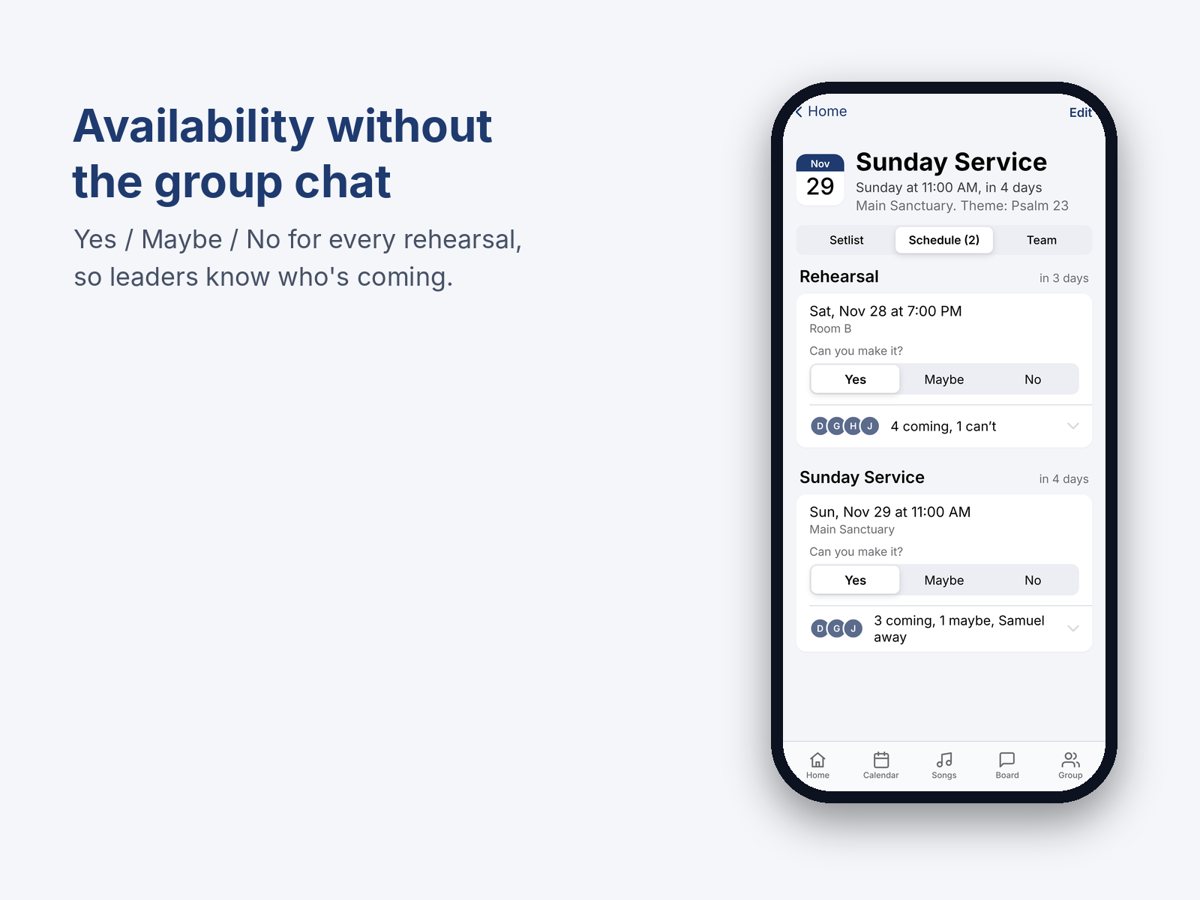 Availability without
the group chat
Yes / Maybe / No for every rehearsal,
so leaders know who's coming.
Home
Edit
Nov
29
Sunday Service
Sunday at 11:00 AM, in 4 days
Main Sanctuary. Theme: Psalm 23
Setlist
Schedule (2)
Team
Rehearsal
in 3 days
Sat, Nov 28 at 7:00 PM
Room B
Can you make it?
Yes
Maybe
No
D G H J
4 coming, 1 can’t
Sunday Service
in 4 days
Sun, Nov 29 at 11:00 AM
Main Sanctuary
Can you make it?
Yes
Maybe
No
D G J
3 coming, 1 maybe, Samuel
away
Home
Calendar
Songs
Board
Group